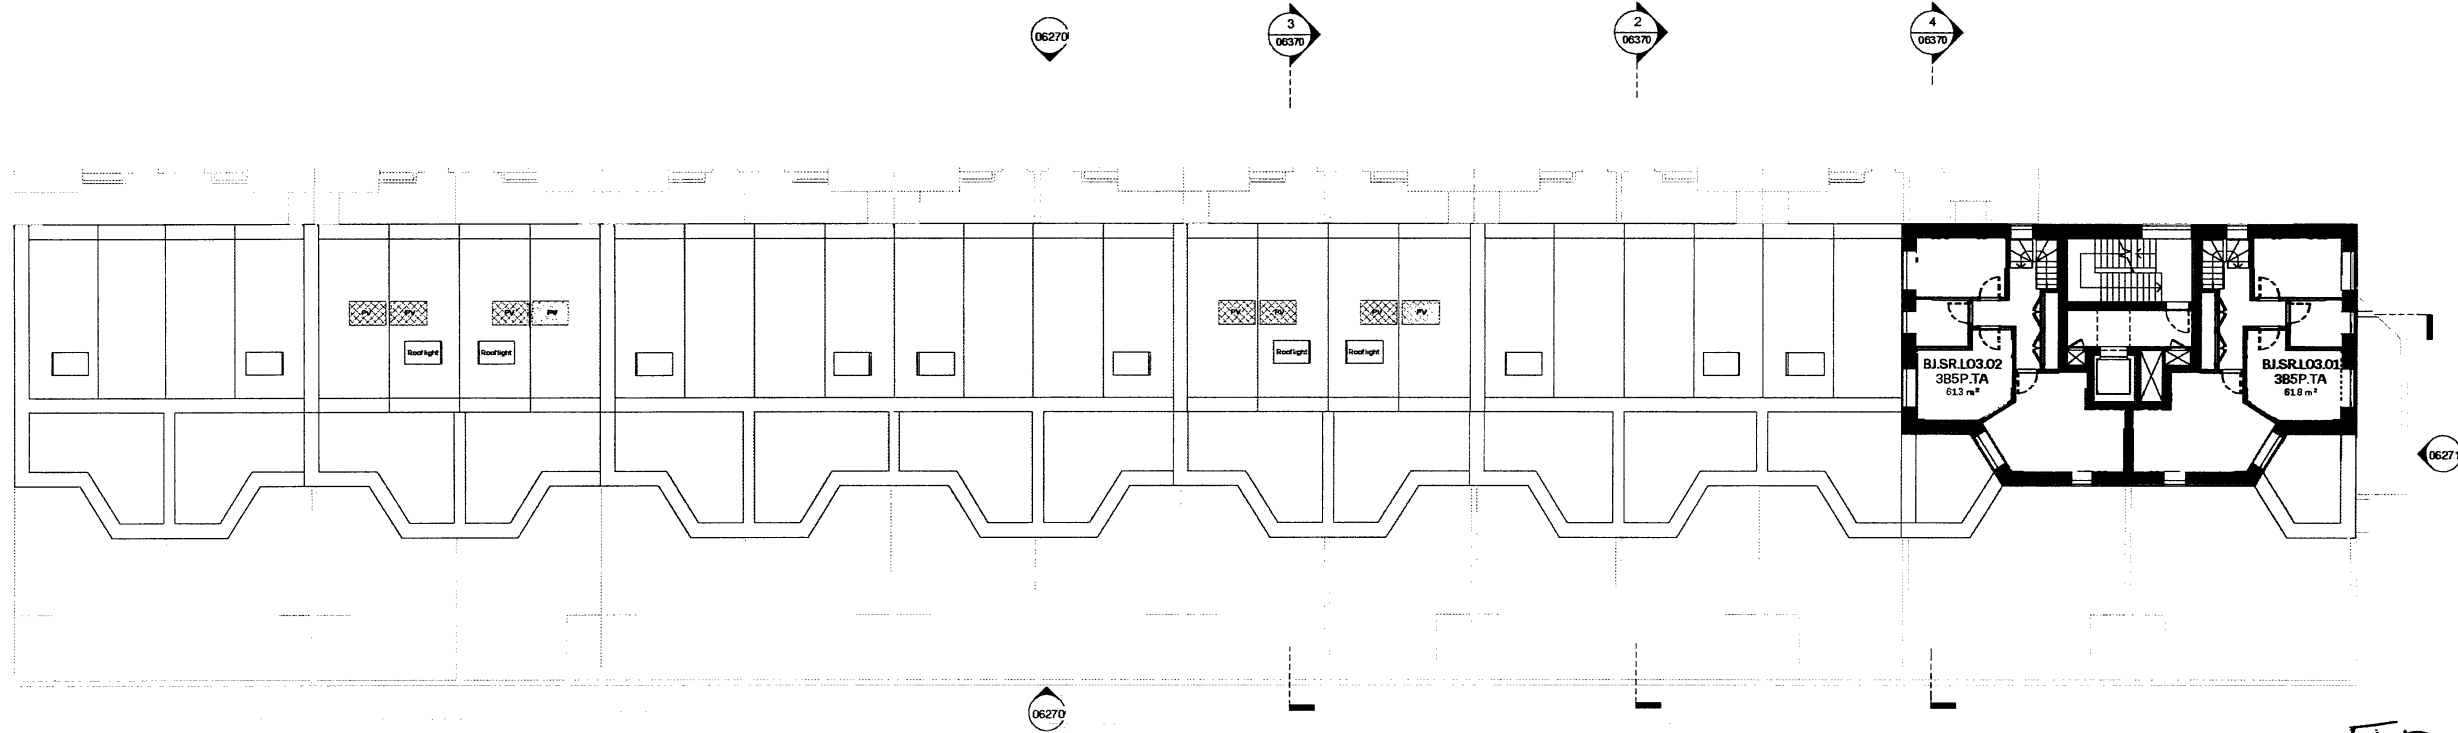 06270
3
06370
2
06370
4
06370
PV
PV
PV
PV
PV
PV
PV
PV
Rooflight
Rooflight
Rooflight
Rooflight
BJ.SR.L03.02
3B5P.TA
61.3 m²
BJ.SR.L03.01
3B5P.TA
61.8 m²
06271
06270